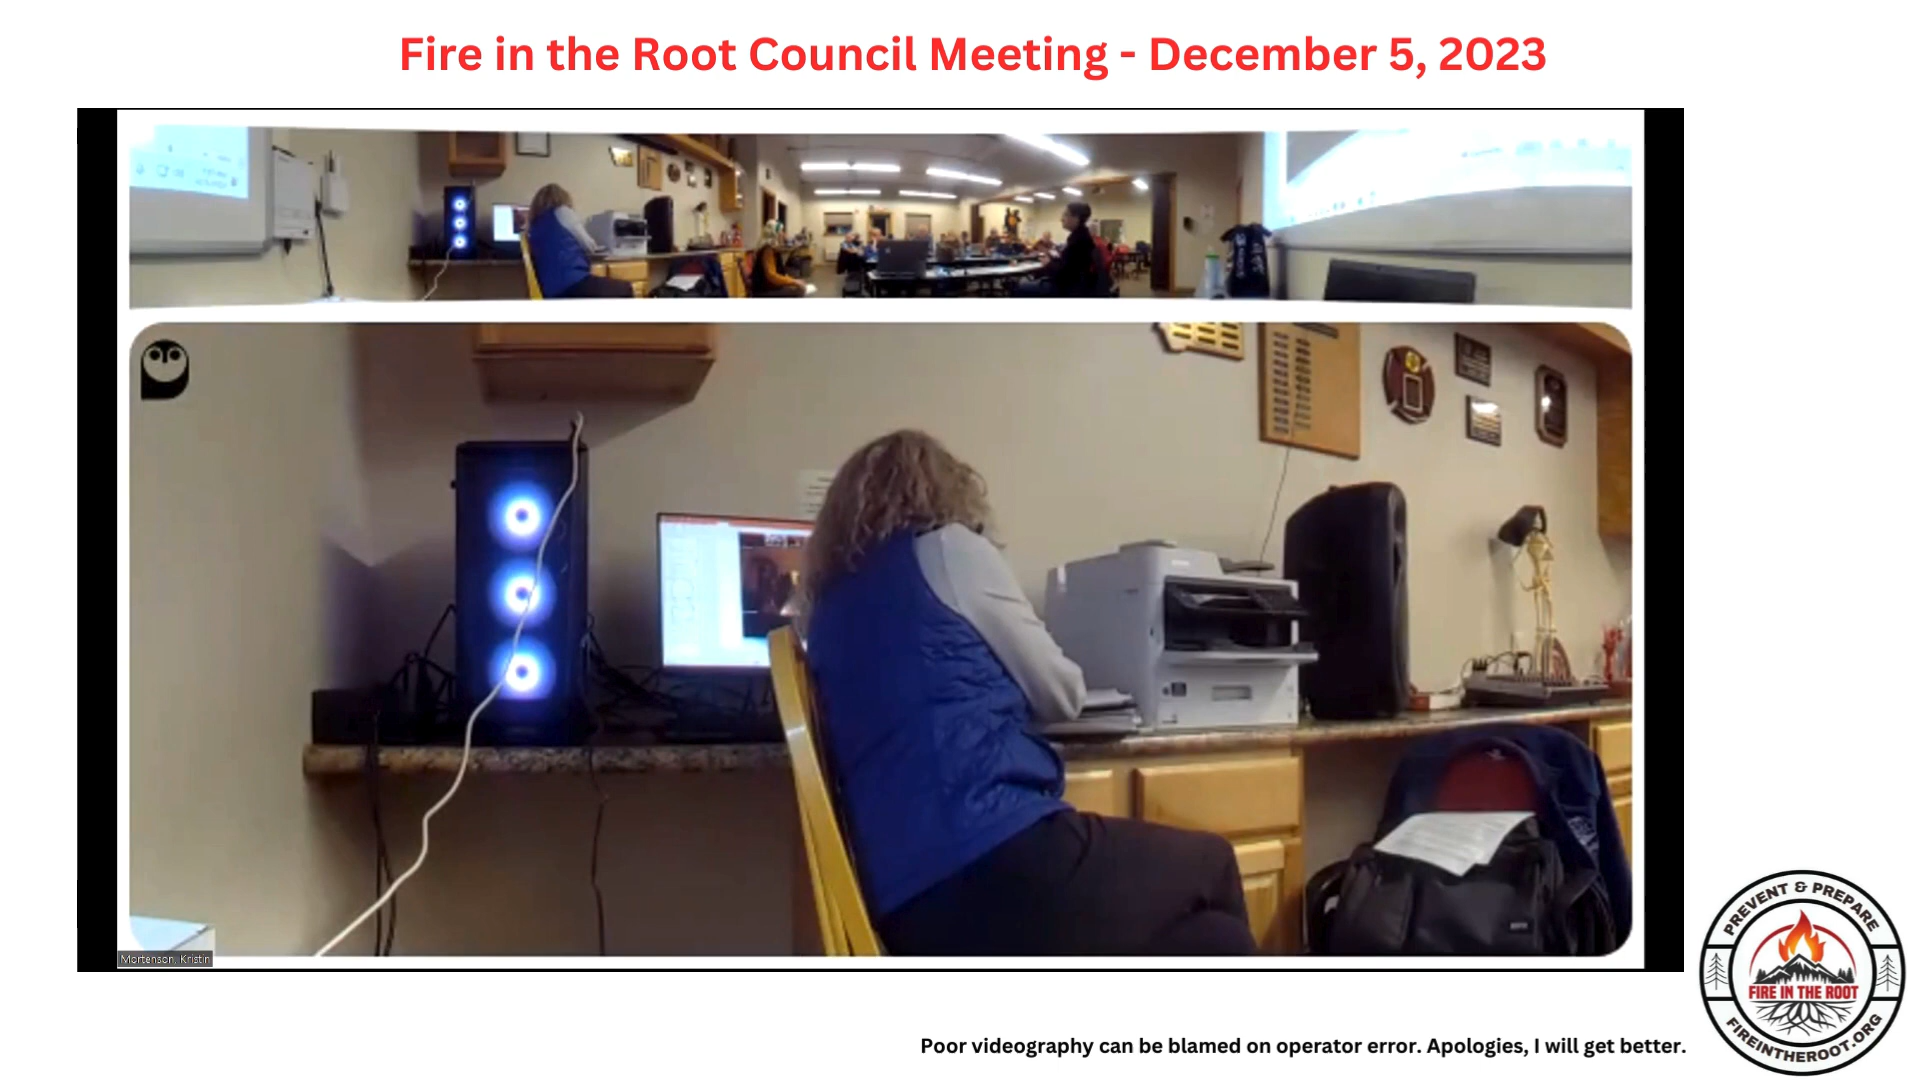 Fire in the Root Council Meeting - December 5, 2023
Mortenson, Kristin
PREVENT & PREPARE
FIRE IN THE ROOT
FIREINTHEROOT.ORG
Poor videography can be blamed on operator error. Apologies, I will get better.